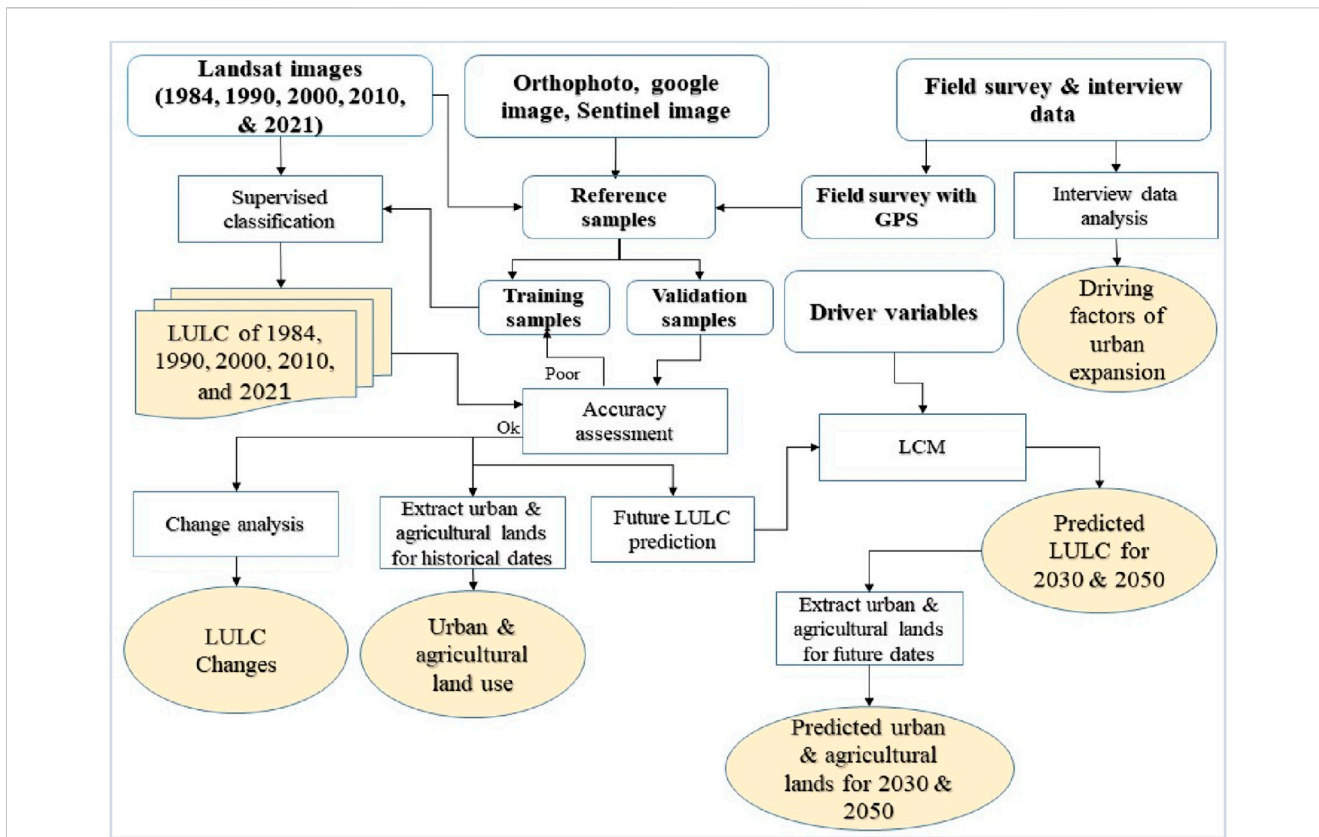 Landsat images
(1984, 1990, 2000, 2010,
& 2021)
Orthophoto, google
image, Sentinel image
Field survey & interview
data
Supervised
classification
Reference
samples
Field survey with
GPS
Interview data
analysis
Training
samples
Validation
samples
Driver variables
Driving
factors of
urban
expansion
LULC of 1984,
1990, 2000, 2010,
and 2021
Poor
Ok
Accuracy
assessment
LCM
Change analysis
Extract urban &
agricultural lands
for historical dates
Future LULC
prediction
Predicted
LULC for
2030 & 2050
LULC
Changes
Urban &
agricultural
land use
Extract urban &
agricultural lands
for future dates
Predicted urban
& agricultural
lands for 2030 &
2050